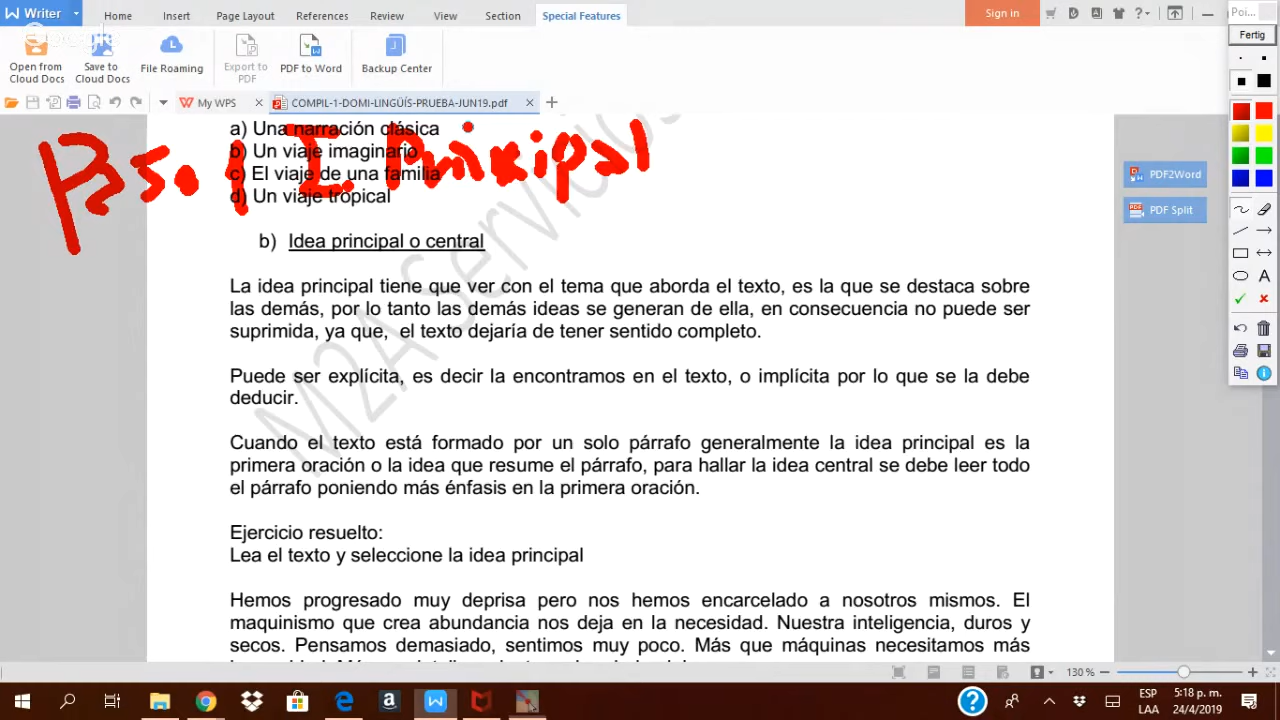 Writer
Home Insert Page Layout References Review View Section Special Features
Sign in
Poi...
Fertig
Open from Cloud Docs
Save to Cloud Docs
File Roaming
Export to PDF
PDF to Word
Backup Center
My WPS
COMPIL-1-DOMI-LINGÜÍS-PRUEBA-JUN19.pdf
a) Una narración clásica
b) Un viaje imaginario
c) El viaje de una familia
d) Un viaje tropical
I. Principal
b) Idea principal o central
La idea principal tiene que ver con el tema que aborda el texto, es la que se destaca sobre
las demás, por lo tanto las demás ideas se generan de ella, en consecuencia no puede ser
suprimida, ya que, el texto dejaría de tener sentido completo.
Puede ser explícita, es decir la encontramos en el texto, o implícita por lo que se la debe
deducir.
Cuando el texto está formado por un solo párrafo generalmente la idea principal es la
primera oración o la idea que resume el párrafo, para hallar la idea central se debe leer todo
el párrafo poniendo más énfasis en la primera oración.
Ejercicio resuelto:
Lea el texto y seleccione la idea principal
Hemos progresado muy deprisa pero nos hemos encarcelado a nosotros mismos. El
maquinismo que crea abundancia nos deja en la necesidad. Nuestra inteligencia, duros y
secos. Pensamos demasiado, sentimos muy poco. Más que máquinas necesitamos más
M2A Servicios
PDF2Word
PDF Split
130 %
ESP
LAA
5:18 p. m.
24/4/2019